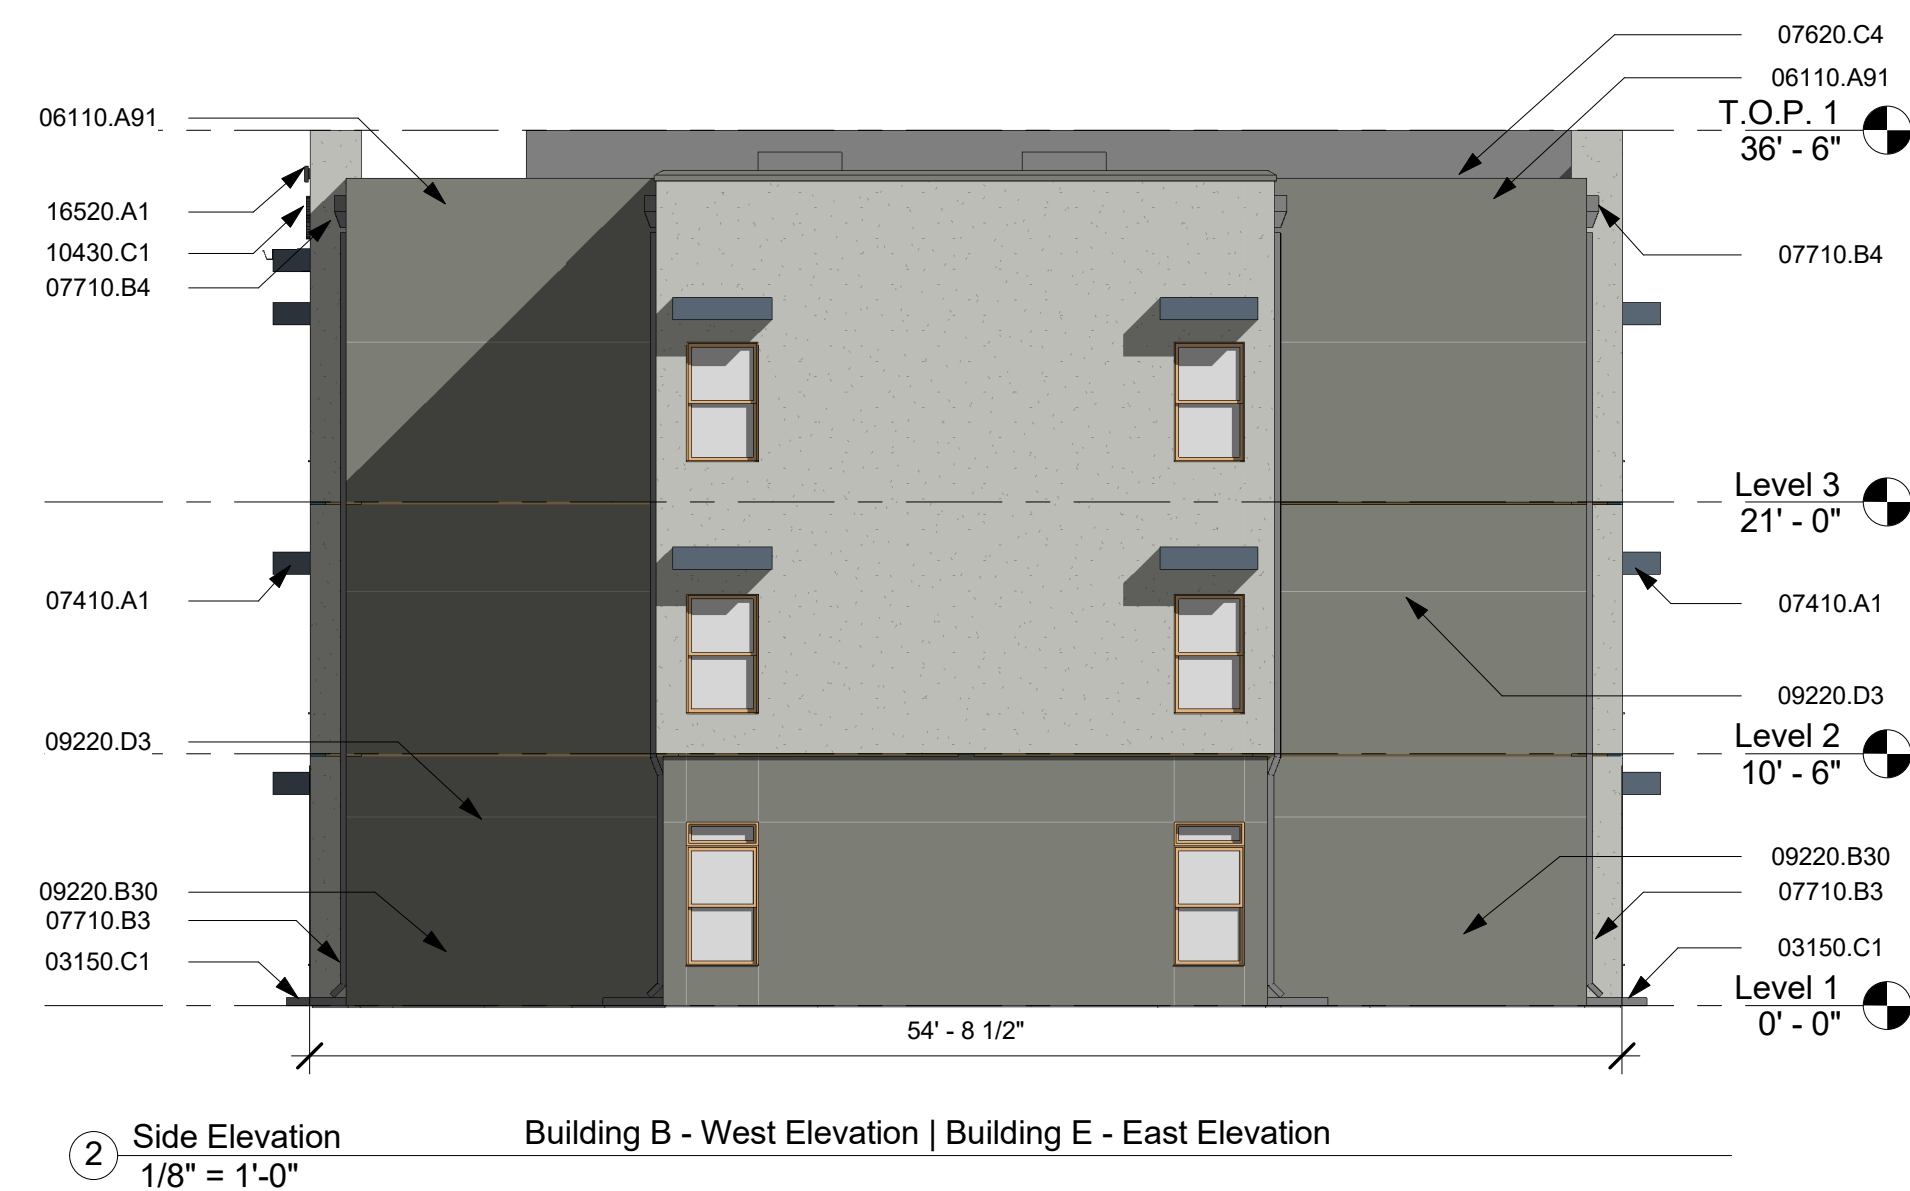 07620.C4
06110.A91
T.O.P. 1
36' - 6"
06110.A91
16520.A1
10430.C1
07710.B4
07710.B4
Level 3
21' - 0"
07410.A1
07410.A1
09220.D3
09220.D3
Level 2
10' - 6"
09220.B30
07710.B3
03150.C1
09220.B30
07710.B3
03150.C1
Level 1
0' - 0"
54' - 8 1/2"
2
Side Elevation
Building B - West Elevation | Building E - East Elevation
1/8" = 1'-0"